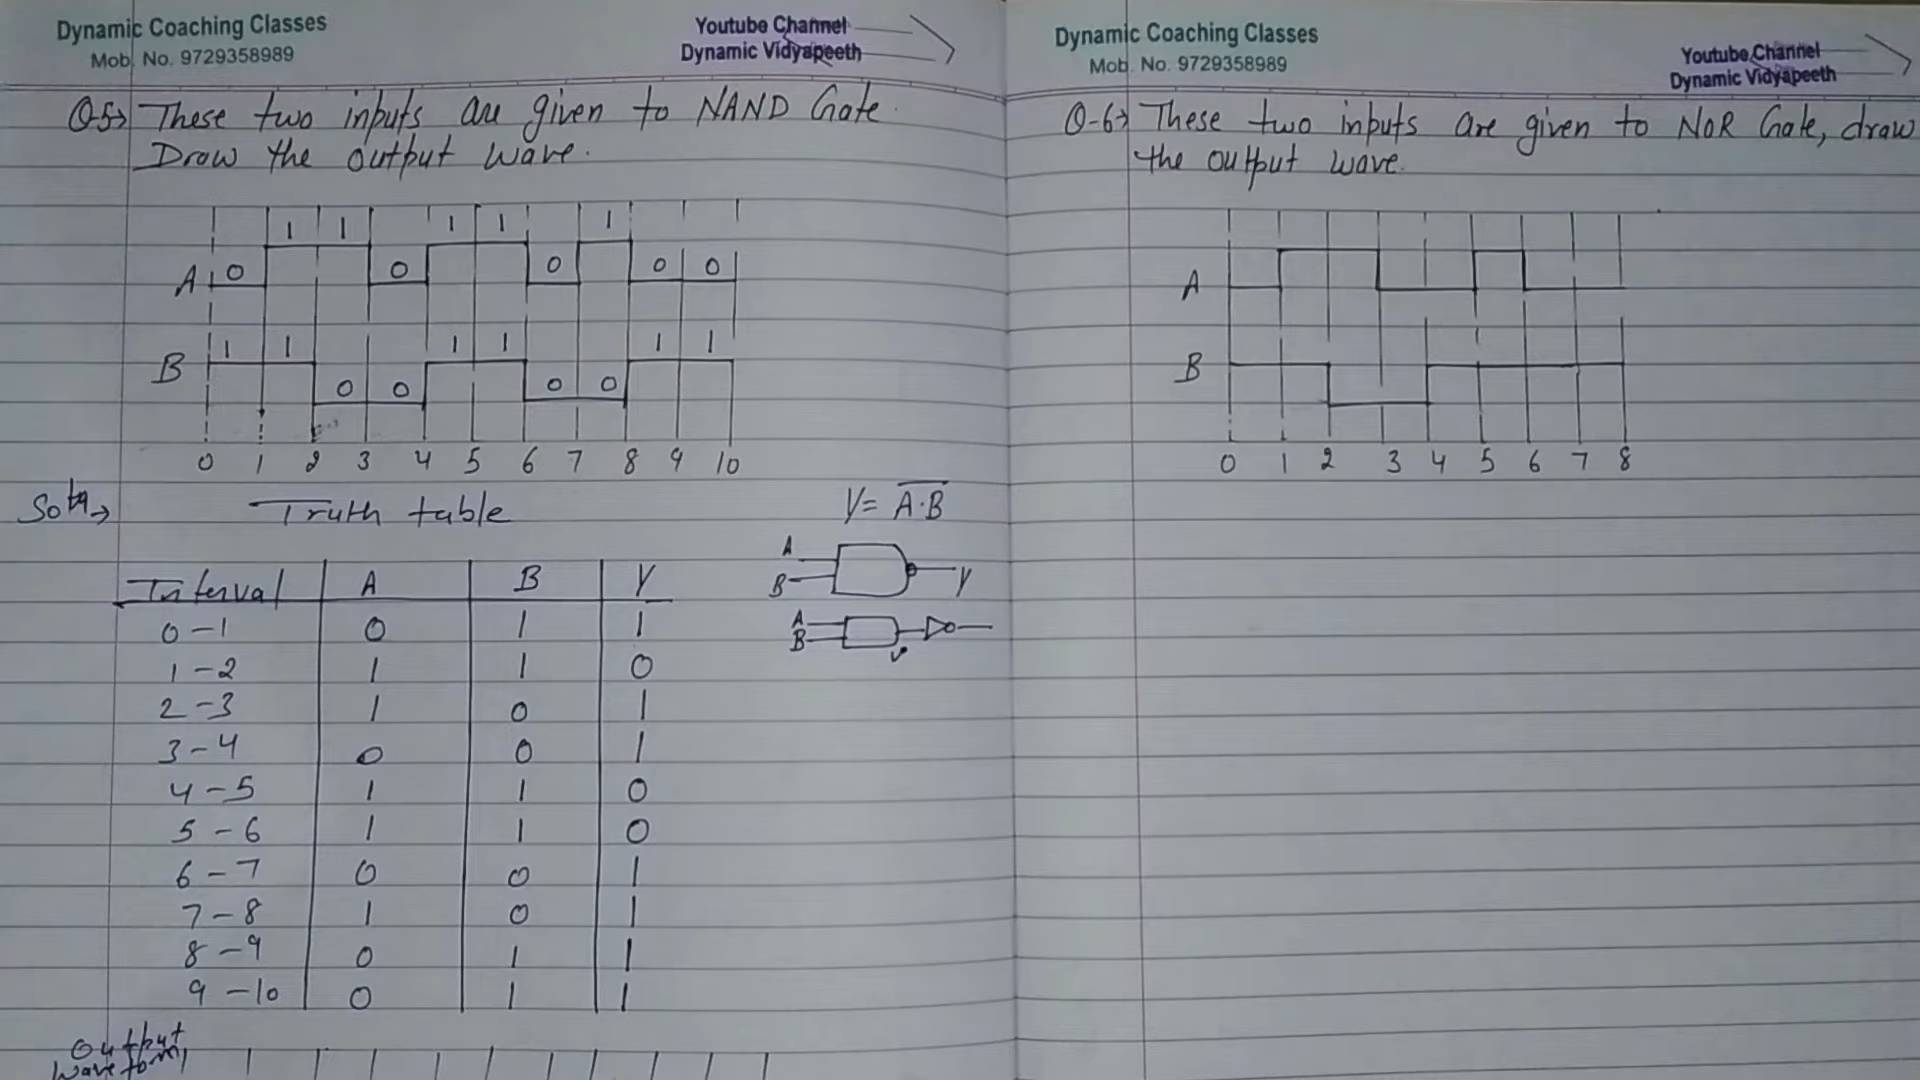 Dynamic Coaching Classes
Mob. No. 9729358989
Youtube Channel
Dynamic Vidyapeeth
Q-5→ These two inputs are given to NAND Gate.
Draw the output wave.
1 1 1 1 1
A 0 0 0 0 0
1 1 1 1 1 1
B 0 0 0 0
0 1 2 3 4 5 6 7 8 9 10
Soln→ Truth table
Interval A B Y
0-1 0 1 1
1-2 1 1 0
2-3 1 0 1
3-4 0 0 1
4-5 1 1 0
5-6 1 1 0
6-7 0 0 1
7-8 1 0 1
8-9 0 1 1
9-10 0 1 1
Output
Waveform
Y= A̅·̅B̅
A
B Y
A
B
Dynamic Coaching Classes
Mob. No. 9729358989
Youtube Channel
Dynamic Vidyapeeth
Q-6→ These two inputs are given to NOR Gate, draw
the output wave.
A
B
0 1 2 3 4 5 6 7 8